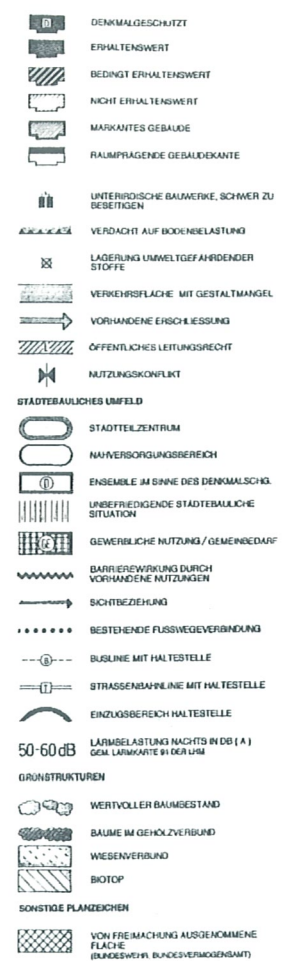 D DENKMALGESCHÜTZT
ERHALTENSWERT
BEDINGT ERHALTENSWERT
NICHT ERHALTENSWERT
MARKANTES GEBÄUDE
RAUMPRÄGENDE GEBÄUDEKANTE
UNTERIRDISCHE BAUWERKE, SCHWER ZU
BESEITIGEN
VERDACHT AUF BODENBELASTUNG
LAGERUNG UMWELTGEFÄHRDENDER
STOFFE
VERKEHRSFLÄCHE MIT GESTALTMANGEL
VORHANDENE ERSCHLIESSUNG
ÖFFENTLICHES LEITUNGSRECHT
NUTZUNGSKONFLIKT
STÄDTEBAULICHES UMFELD
STADTTEILZENTRUM
NAHVERSORGUNGSBEREICH
D ENSEMBLE IM SINNE DES DENKMALSCHG.
UNBEFRIEDIGENDE STÄDTEBAULICHE
SITUATION
GE GEWERBLICHE NUTZUNG / GEMEINBEDARF
BARRIEREWIRKUNG DURCH
VORHANDENE NUTZUNGEN
SICHTBEZIEHUNG
BESTEHENDE FUSSWEGEVERBINDUNG
B BUSLINIE MIT HALTESTELLE
T STRASSENBAHNLINIE MIT HALTESTELLE
EINZUGSBEREICH HALTESTELLE
50-60 dB LÄRMBELASTUNG NACHTS IN DB ( A )
GEM. LÄRMKARTE 91 DER LHM
GRÜNSTRUKTUREN
WERTVOLLER BAUMBESTAND
BÄUME IM GEHÖLZVERBUND
WIESENVERBUND
BIOTOP
SONSTIGE PLANZEICHEN
VON FREIMACHUNG AUSGENOMMENE
FLÄCHE
(BUNDESWEHR, BUNDESVERMÖGENSAMT)